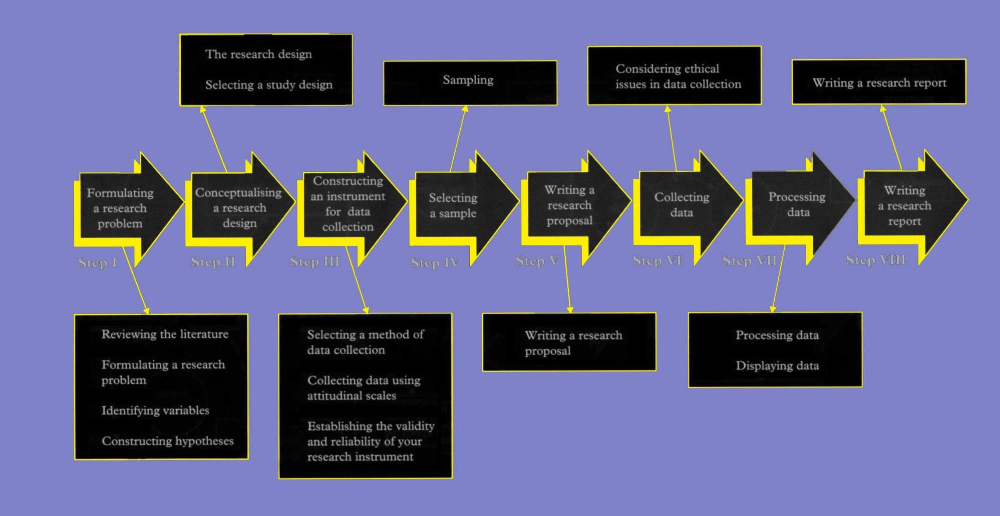 The research design
Selecting a study design
Sampling
Considering ethical
issues in data collection
Writing a research report
Formulating
a research
problem
Conceptualising
a research
design
Constructing
an instrument
for data
collection
Selecting
a sample
Writing a
research
proposal
Collecting
data
Processing
data
Writing
a research
report
Step I
Step II
Step III
Step IV
Step V
Step VI
Step VII
Step VIII
Reviewing the literature
Formulating a research
problem
Identifying variables
Constructing hypotheses
Selecting a method of
data collection
Collecting data using
attitudinal scales
Establishing the validity
and reliability of your
research instrument
Writing a research
proposal
Processing data
Displaying data